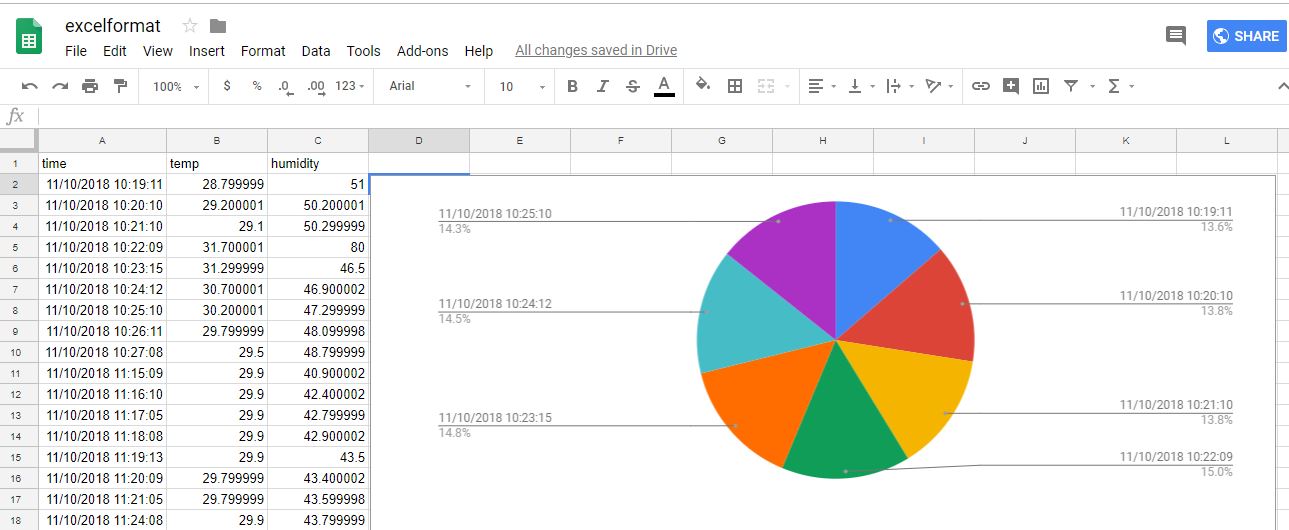 excelformat
File Edit View Insert Format Data Tools Add-ons Help All changes saved in Drive
SHARE
100% $ % .0 .00 123 Arial 10 B I S A Σ
fx
A B C D E F G H I J K L
1 time temp humidity
2 11/10/2018 10:19:11 28.799999 51
3 11/10/2018 10:20:10 29.200001 50.200001
4 11/10/2018 10:21:10 29.1 50.299999
5 11/10/2018 10:22:09 31.700001 80
6 11/10/2018 10:23:15 31.299999 46.5
7 11/10/2018 10:24:12 30.700001 46.900002
8 11/10/2018 10:25:10 30.200001 47.299999
9 11/10/2018 10:26:11 29.799999 48.099998
10 11/10/2018 10:27:08 29.5 48.799999
11 11/10/2018 11:15:09 29.9 40.900002
12 11/10/2018 11:16:10 29.9 42.400002
13 11/10/2018 11:17:05 29.9 42.799999
14 11/10/2018 11:18:08 29.9 42.900002
15 11/10/2018 11:19:13 29.9 43.5
16 11/10/2018 11:20:09 29.799999 43.400002
17 11/10/2018 11:21:05 29.799999 43.599998
18 11/10/2018 11:24:08 29.9 43.799999
11/10/2018 10:25:10
14.3%
11/10/2018 10:24:12
14.5%
11/10/2018 10:23:15
14.8%
11/10/2018 10:19:11
13.6%
11/10/2018 10:20:10
13.8%
11/10/2018 10:21:10
13.8%
11/10/2018 10:22:09
15.0%